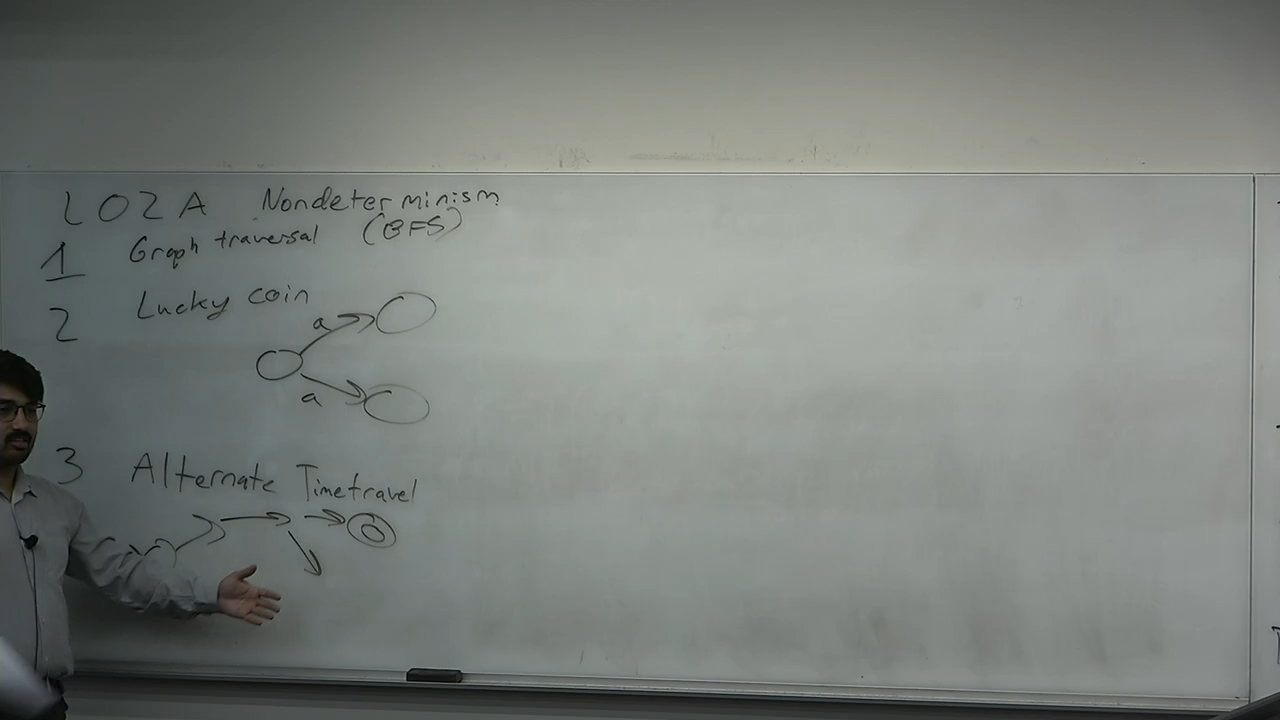 L02A Nondeterminism
1 Graph traversal (BFS)
2 Lucky coin
a
a
3 Alternate Timetravel